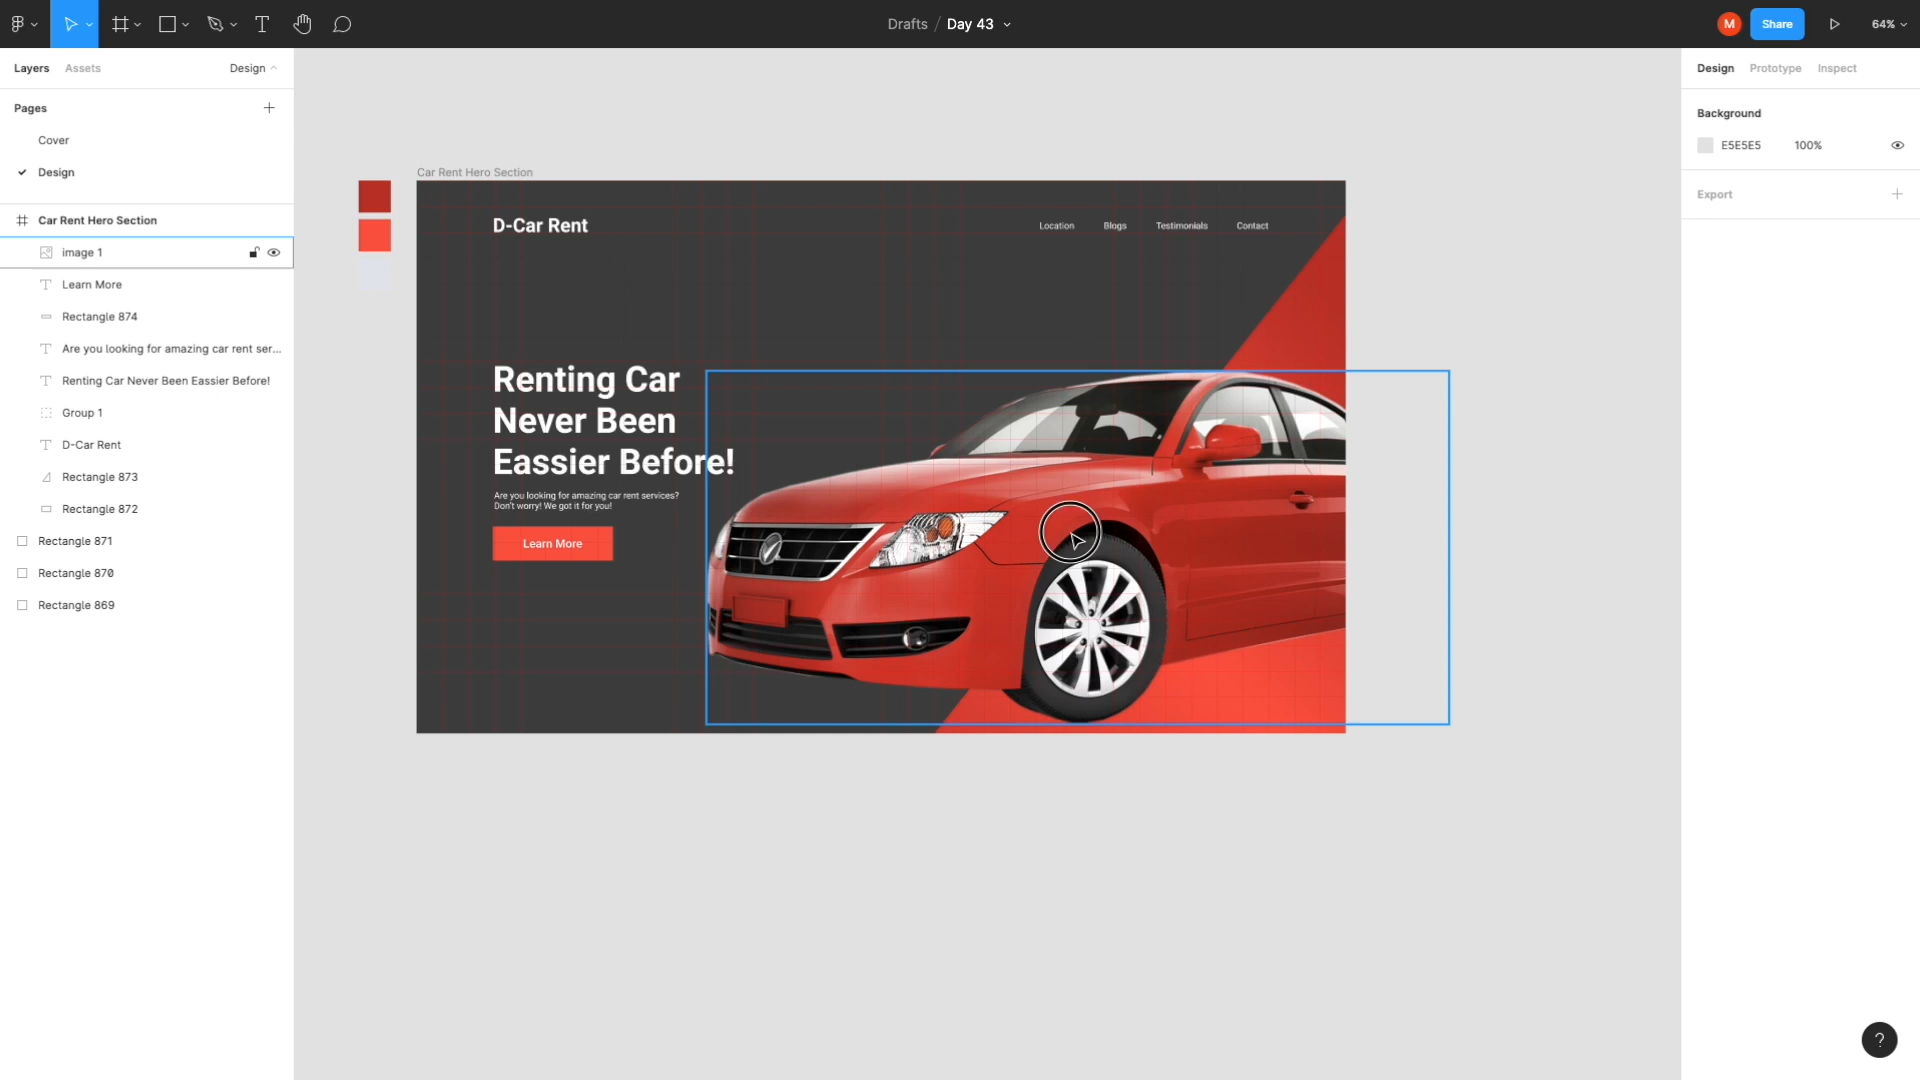 Drafts / Day 43
M
Share
64%
Layers
Assets
Design
Pages
Cover
Design
Car Rent Hero Section
image 1
Learn More
Rectangle 874
Are you looking for amazing car rent ser...
Renting Car Never Been Eassier Before!
Group 1
D-Car Rent
Rectangle 873
Rectangle 872
Rectangle 871
Rectangle 870
Rectangle 869
Car Rent Hero Section
D-Car Rent
Location
Blogs
Testimonials
Contact
Renting Car
Never Been
Eassier Before!
Are you looking for amazing car rent services?
Don't worry! We got it for you!
Learn More
Design
Prototype
Inspect
Background
E5E5E5
100%
Export
?